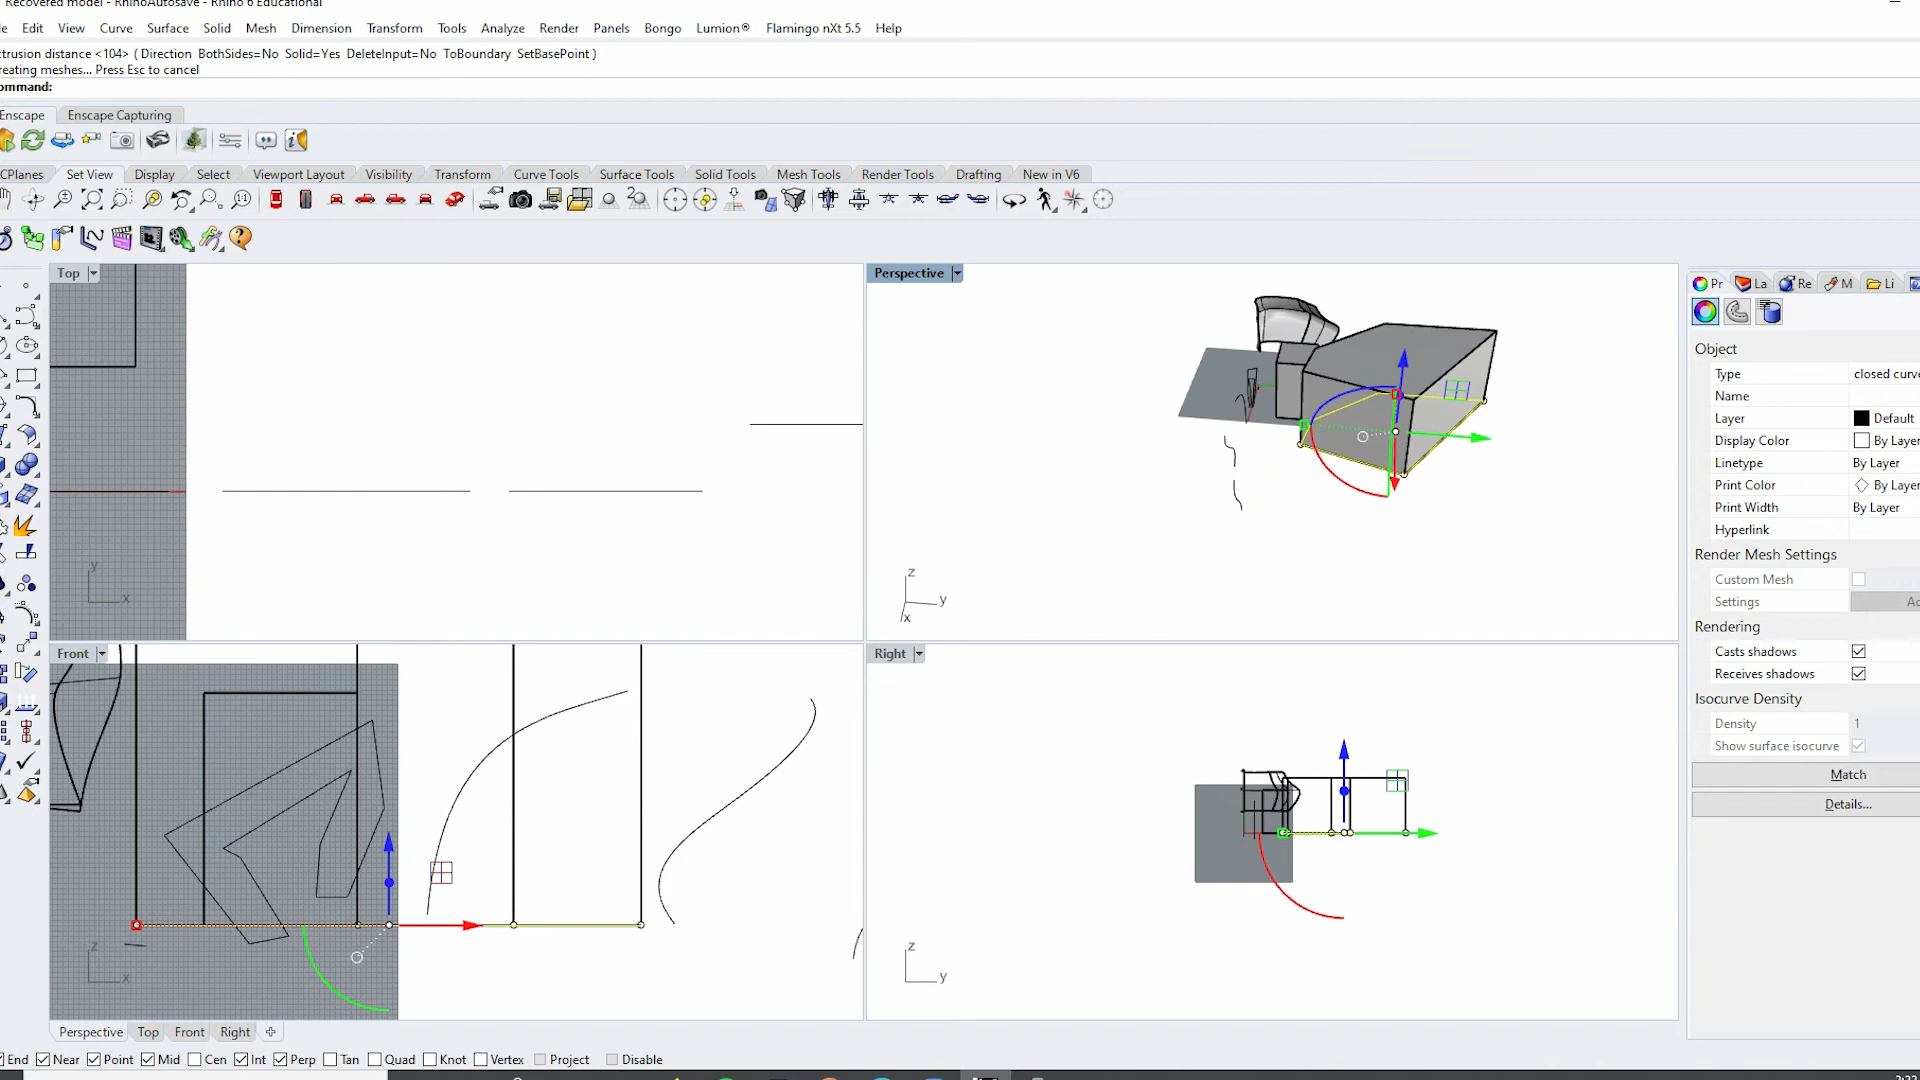 Recovered model - RhinoAutosave - Rhino 6 Educational
Edit View Curve Surface Solid Mesh Dimension Transform Tools Analyze Render Panels Bongo Lumion® Flamingo nXt 5.5 Help
trusion distance <104> ( Direction BothSides=No Solid=Yes DeleteInput=No ToBoundary SetBasePoint )
reating meshes... Press Esc to cancel
ommand:
Enscape Enscape Capturing
CPlanes Set View Display Select Viewport Layout Visibility Transform Curve Tools Surface Tools Solid Tools Mesh Tools Render Tools Drafting New in V6
Top
Perspective
Pr La Re M Li
Object
Type closed curve
Name
Layer Default
Display Color By Laye
Linetype By Layer
Print Color By Laye
Print Width By Layer
Hyperlink
Render Mesh Settings
Custom Mesh
Settings
Rendering
Casts shadows
Receives shadows
Isocurve Density
Density 1
Show surface isocurve
Match
Details...
y x
z y x
Front
Right
z x
z y
Perspective Top Front Right
End Near Point Mid Cen Int Perp Tan Quad Knot Vertex Project Disable